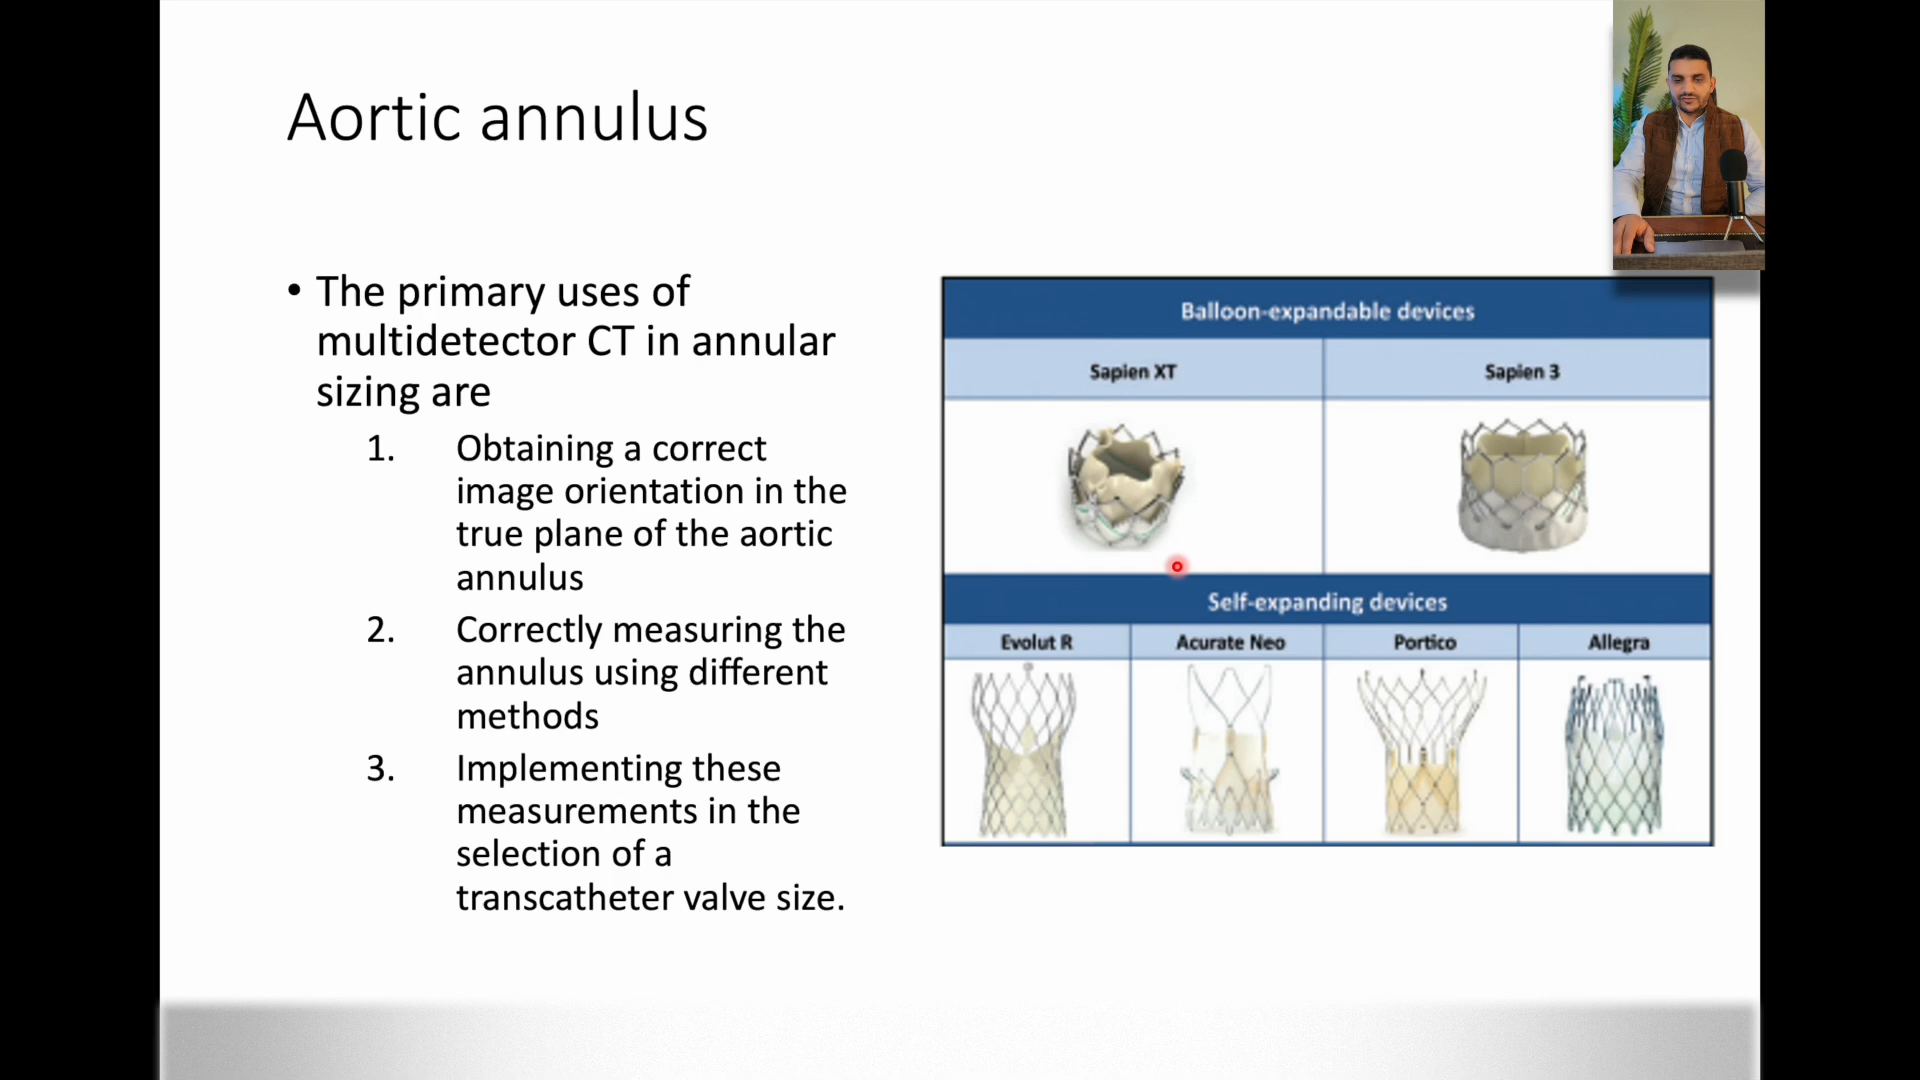 Aortic annulus
• The primary uses of
multidetector CT in annular
sizing are
1. Obtaining a correct
image orientation in the
true plane of the aortic
annulus
2. Correctly measuring the
annulus using different
methods
3. Implementing these
measurements in the
selection of a
transcatheter valve size.
Balloon-expandable devices
Sapien XT Sapien 3
Self-expanding devices
Evolut R Acurate Neo Portico Allegra